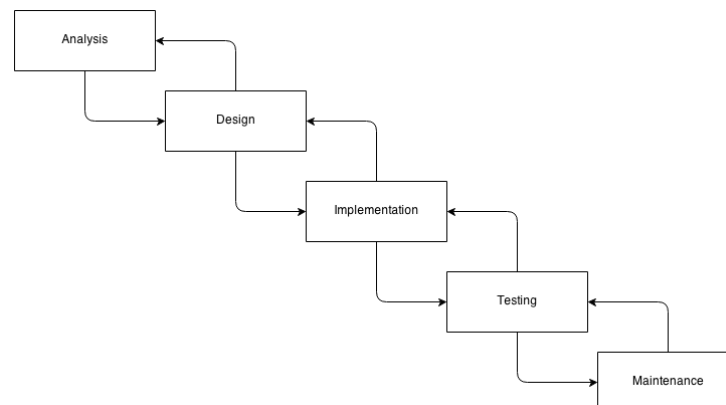 Analysis
Design
Implementation
Testing
Maintenance